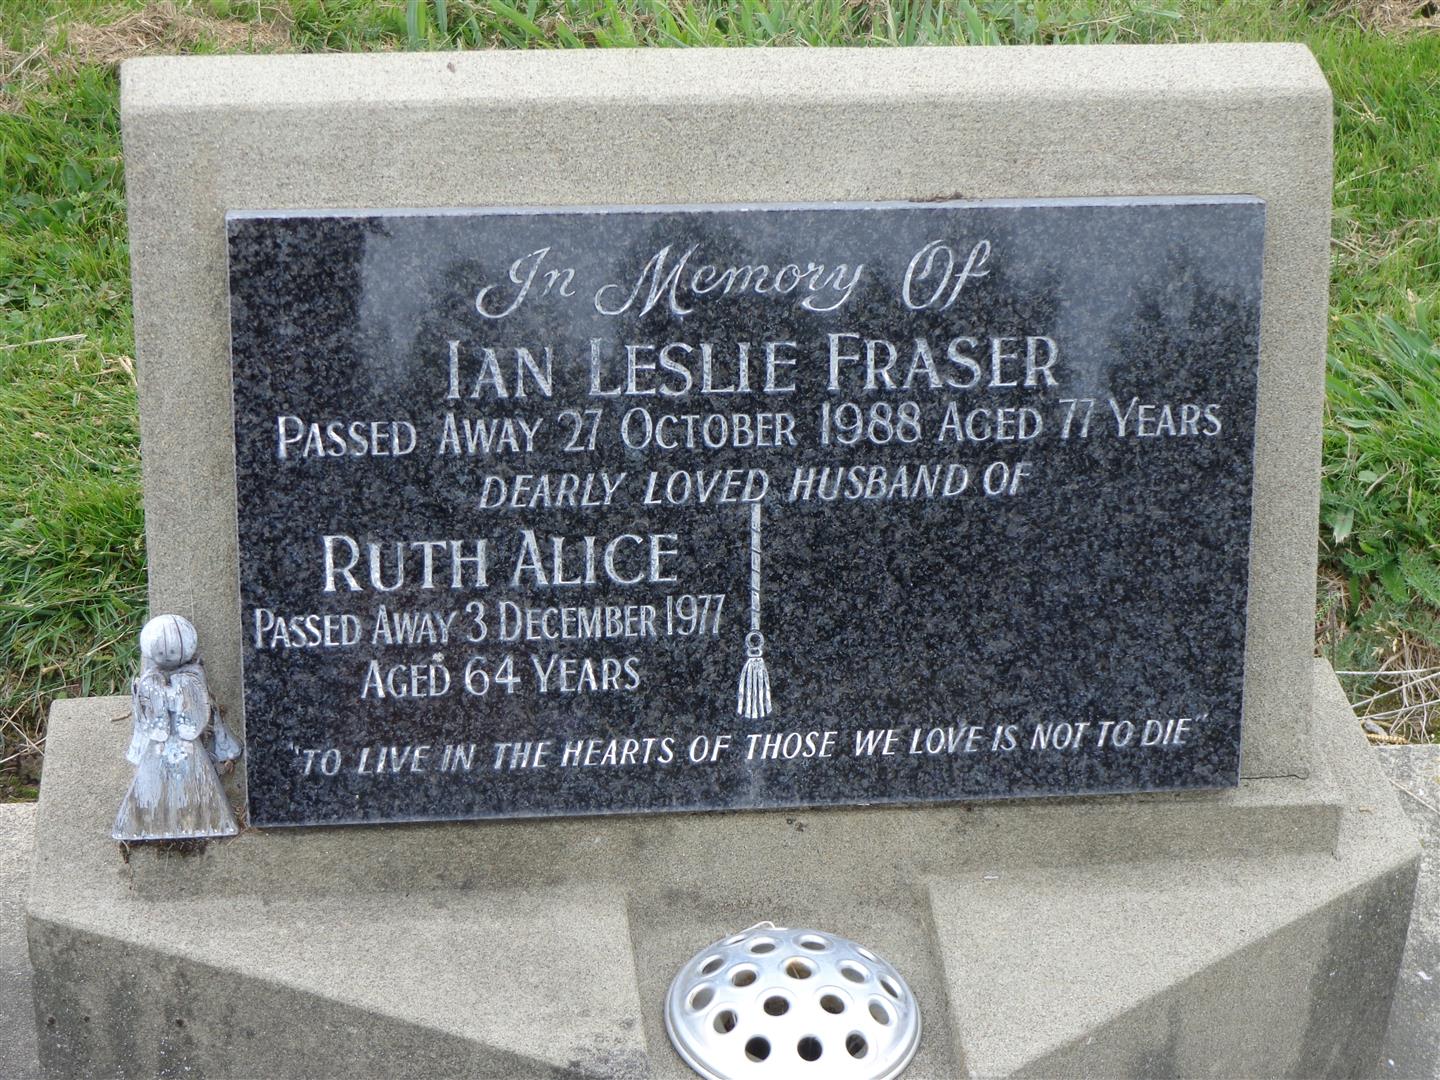 In Memory Of
IAN LESLIE FRASER
PASSED AWAY 27 OCTOBER 1988 AGED 77 YEARS
DEARLY LOVED HUSBAND OF
RUTH ALICE
PASSED AWAY 3 DECEMBER 1977
AGED 64 YEARS
"TO LIVE IN THE HEARTS OF THOSE WE LOVE IS NOT TO DIE"